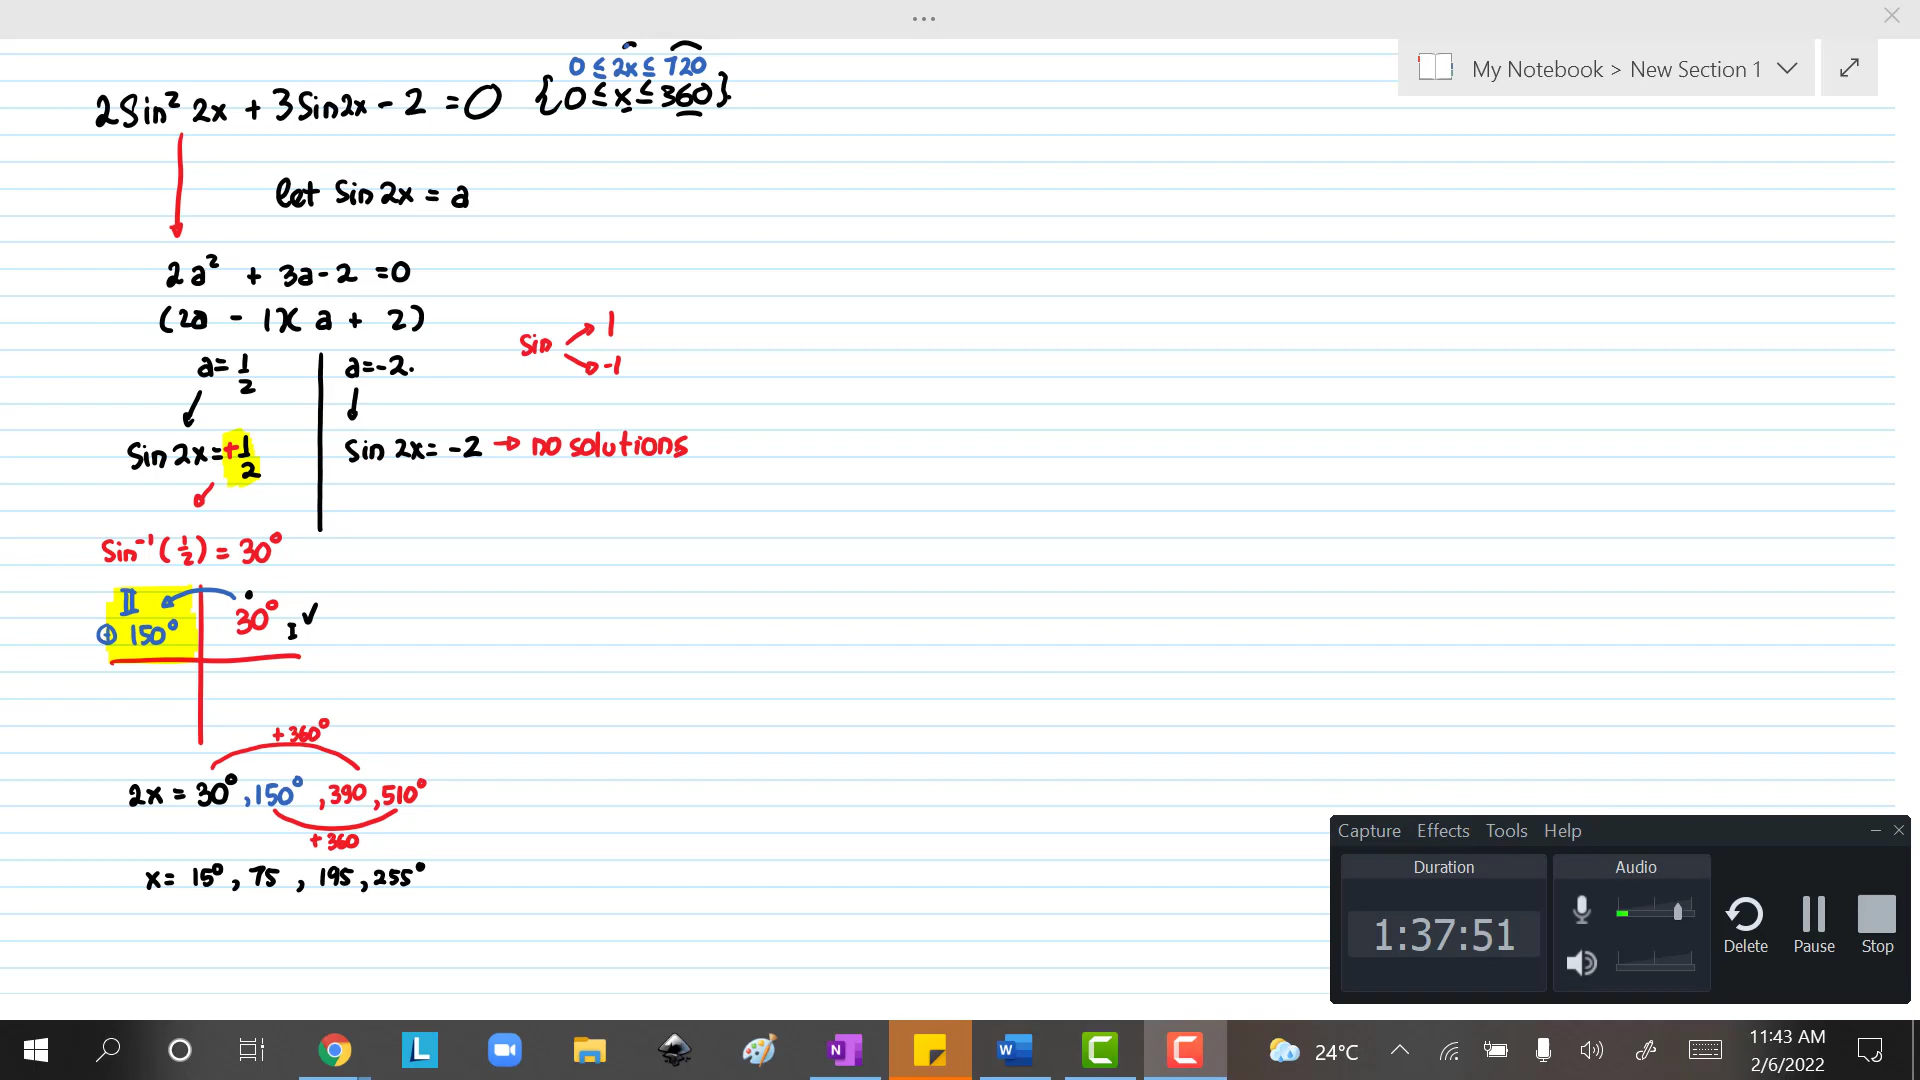 My Notebook > New Section 1
0 ≤ 2x ≤ 720
2Sin² 2x + 3Sin2x - 2 = 0 {0 ≤ x ≤ 360}
let Sin 2x = a
2a² + 3a - 2 = 0
(2a - 1)( a + 2)
a = 1/2
a = -2.
Sin
1
-1
Sin 2x = +1/2
Sin 2x = -2 → no solutions
Sin⁻¹ (1/2) = 30°
II
+ 150°
30°
I ✓
+ 360°
2x = 30°, 150°, 390, 510°
+ 360
x = 15°, 75, 195, 255°
Capture Effects Tools Help
Duration
Audio
1:37:51
Delete Pause Stop
24°C
11:43 AM
2/6/2022